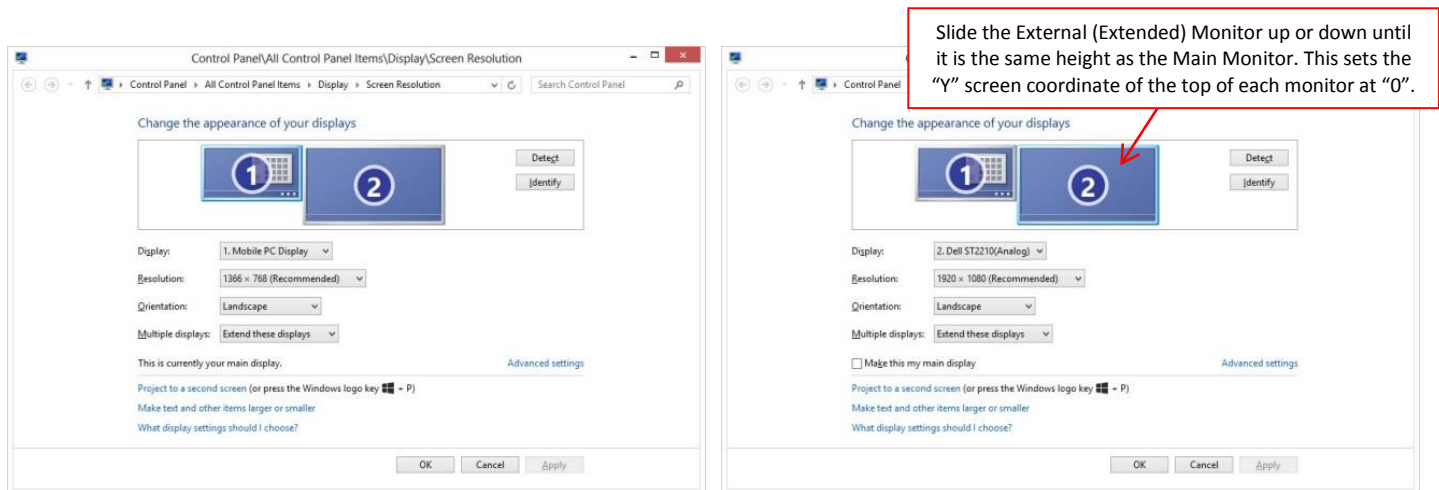 Slide the External (Extended) Monitor up or down until
it is the same height as the Main Monitor. This sets the
“Y” screen coordinate of the top of each monitor at “0”.
Control Panel\All Control Panel Items\Display\Screen Resolution
Control Panel All Control Panel Items Display Screen Resolution
Search Control Panel
Change the appearance of your displays
1
2
Detect
Identify
Display: 1. Mobile PC Display
Resolution: 1366 × 768 (Recommended)
Orientation: Landscape
Multiple displays: Extend these displays
This is currently your main display.
Advanced settings
Project to a second screen (or press the Windows logo key + P)
Make text and other items larger or smaller
What display settings should I choose?
OK Cancel Apply
Control Panel
Change the appearance of your displays
1
2
Detect
Identify
Display: 2. Dell ST2210(Analog)
Resolution: 1920 × 1080 (Recommended)
Orientation: Landscape
Multiple displays: Extend these displays
Make this my main display
Advanced settings
Project to a second screen (or press the Windows logo key + P)
Make text and other items larger or smaller
What display settings should I choose?
OK Cancel Apply